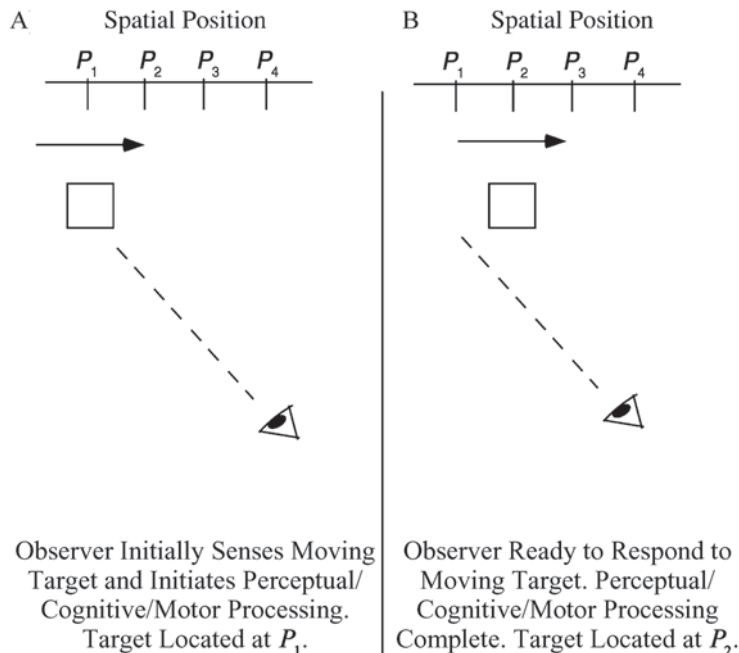 A Spatial Position
P1 P2 P3 P4
Observer Initially Senses Moving
Target and Initiates Perceptual/
Cognitive/Motor Processing.
Target Located at P1.
B Spatial Position
P1 P2 P3 P4
Observer Ready to Respond to
Moving Target. Perceptual/
Cognitive/Motor Processing
Complete. Target Located at P2.